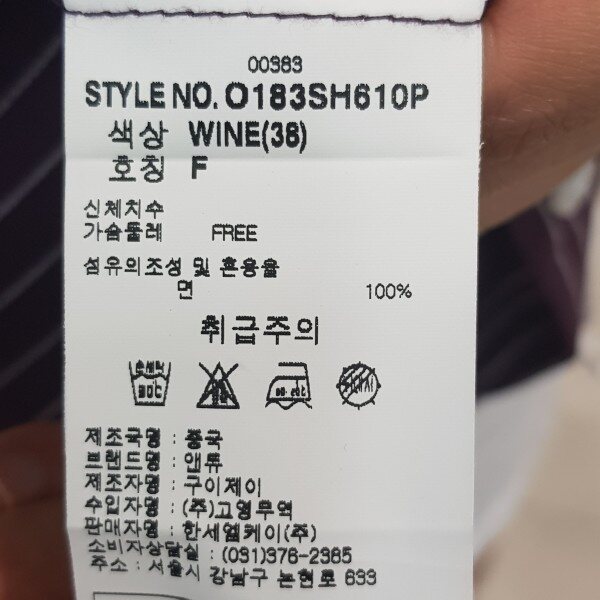 00383
STYLE NO. O183SH610P
색상 WINE(38)
호칭 F
신체치수
가슴둘레 FREE
섬유의조성 및 혼용율
면 100%
취급주의
제조국명 : 중국
브랜드명 : 앤류
제조자명 : 구이제이
수입자명 : (주)고영무역
판매자명 : 한세엘케이(주)
소비자상담실 : (031)376-2385
주소 : 서울시 강남구 논현로 633